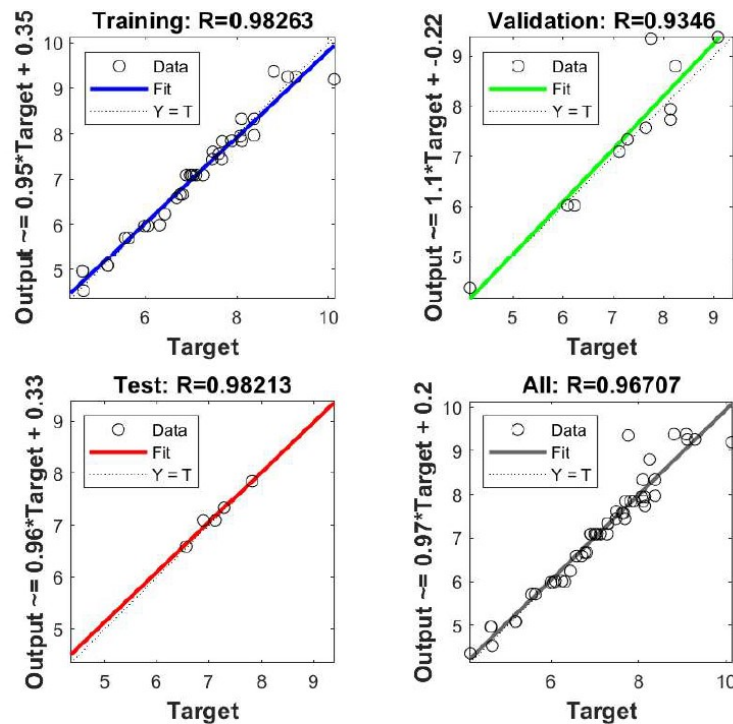 Training: R=0.98263
Output ~= 0.95*Target + 0.35
10
9
8
7
6
5
Data
Fit
Y = T
6
8
10
Target
Validation: R=0.9346
Output ~= 1.1*Target + -0.22
9
8
7
6
5
Data
Fit
Y = T
5
6
7
8
9
Target
Test: R=0.98213
Output ~= 0.96*Target + 0.33
9
8
7
6
5
Data
Fit
Y = T
5
6
7
8
9
Target
All: R=0.96707
Output ~= 0.97*Target + 0.2
10
9
8
7
6
5
Data
Fit
Y = T
6
8
10
Target